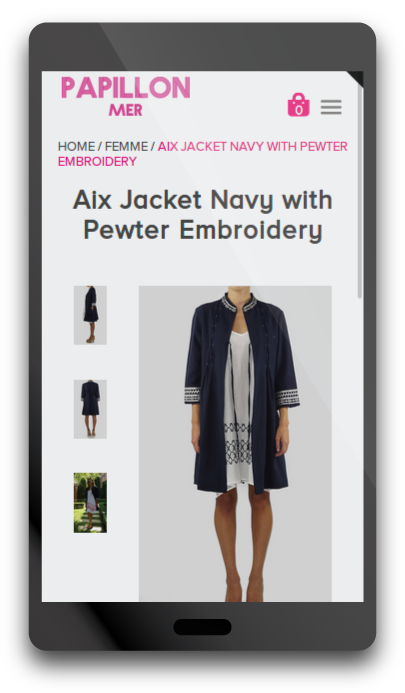 PAPILLON
MER
0
HOME / FEMME / AIX JACKET NAVY WITH PEWTER
EMBROIDERY
Aix Jacket Navy with
Pewter Embroidery